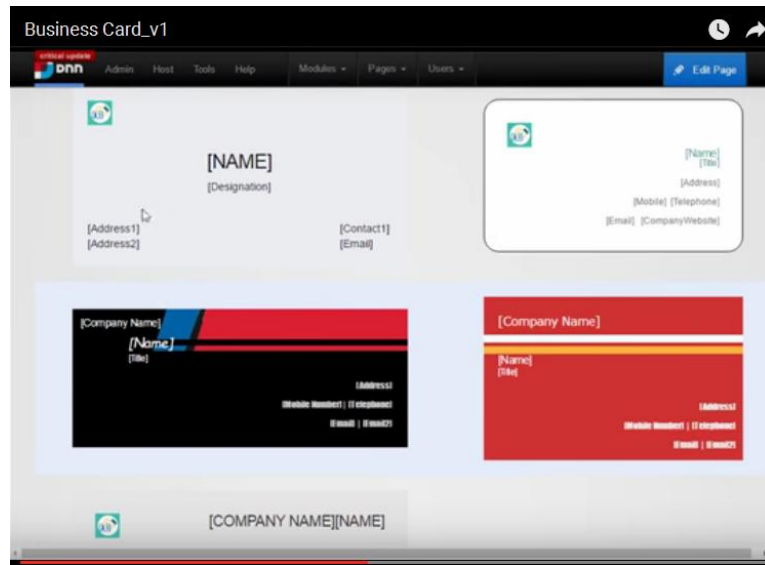 Business Card_v1
critical update
DNN Admin Host Tools Help Modules Pages Users Edit Page
[NAME]
[Designation]
[Address1]
[Address2]
[Contact1]
[Email]
[Name]
[Title]
[Address]
[Mobile] [Telephone]
[Email] [CompanyWebsite]
[Company Name]
[Name]
[Title]
[Address]
[Mobile Number] | [Telephone]
[Email] | [Email2]
[Company Name]
[Name]
[Title]
[Address]
[Mobile Number] | [Telephone]
[Email] | [Email2]
[COMPANY NAME][NAME]